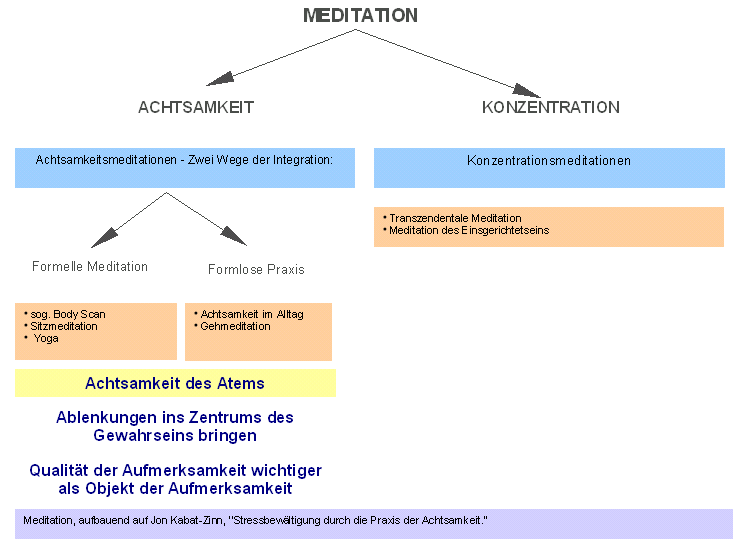 MEDITATION
ACHTSAMKEIT
KONZENTRATION
Achtsamkeitsmeditationen - Zwei Wege der Integration:
Konzentrationsmeditationen
* Transzendentale Meditation
* Meditation des Einsgerichtetseins
Formelle Meditation
Formlose Praxis
* sog. Body Scan
* Sitzmeditation
* Yoga
* Achtsamkeit im Alltag
* Gehmeditation
Achtsamkeit des Atems
Ablenkungen ins Zentrums des
Gewahrseins bringen
Qualität der Aufmerksamkeit wichtiger
als Objekt der Aufmerksamkeit
Meditation, aufbauend auf Jon Kabat-Zinn, "Stressbewältigung durch die Praxis der Achtsamkeit."